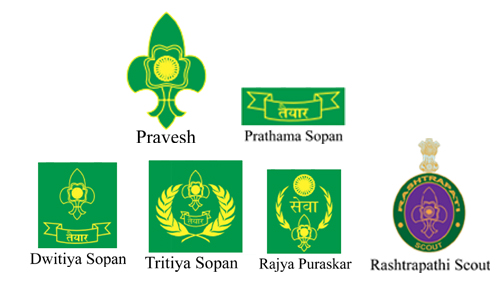 Pravesh
तैयार
Prathama Sopan
तैयार
Dwitiya Sopan
तैयार
Tritiya Sopan
सेवा
Rajya Puraskar
RASHTRAPATI
SCOUT
Rashtrapathi Scout